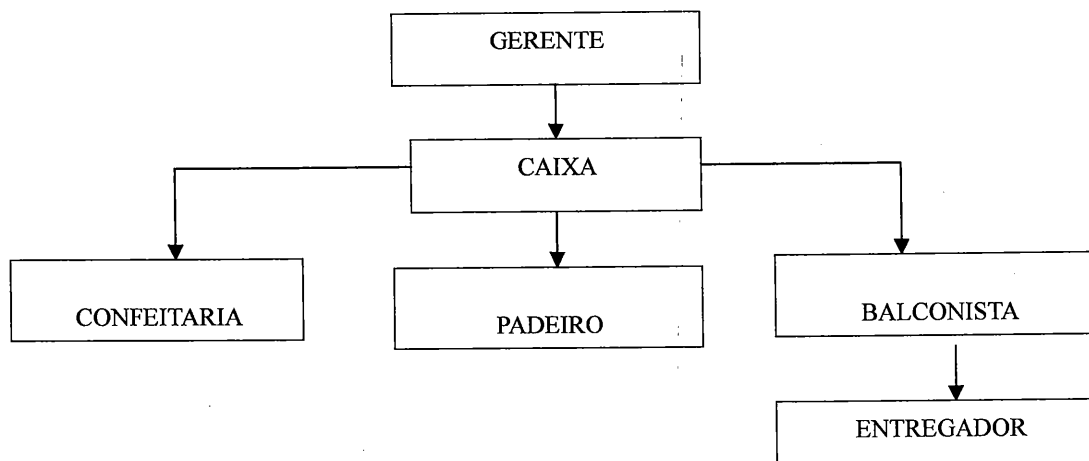 GERENTE
CAIXA
CONFEITARIA
PADEIRO
BALCONISTA
ENTREGADOR